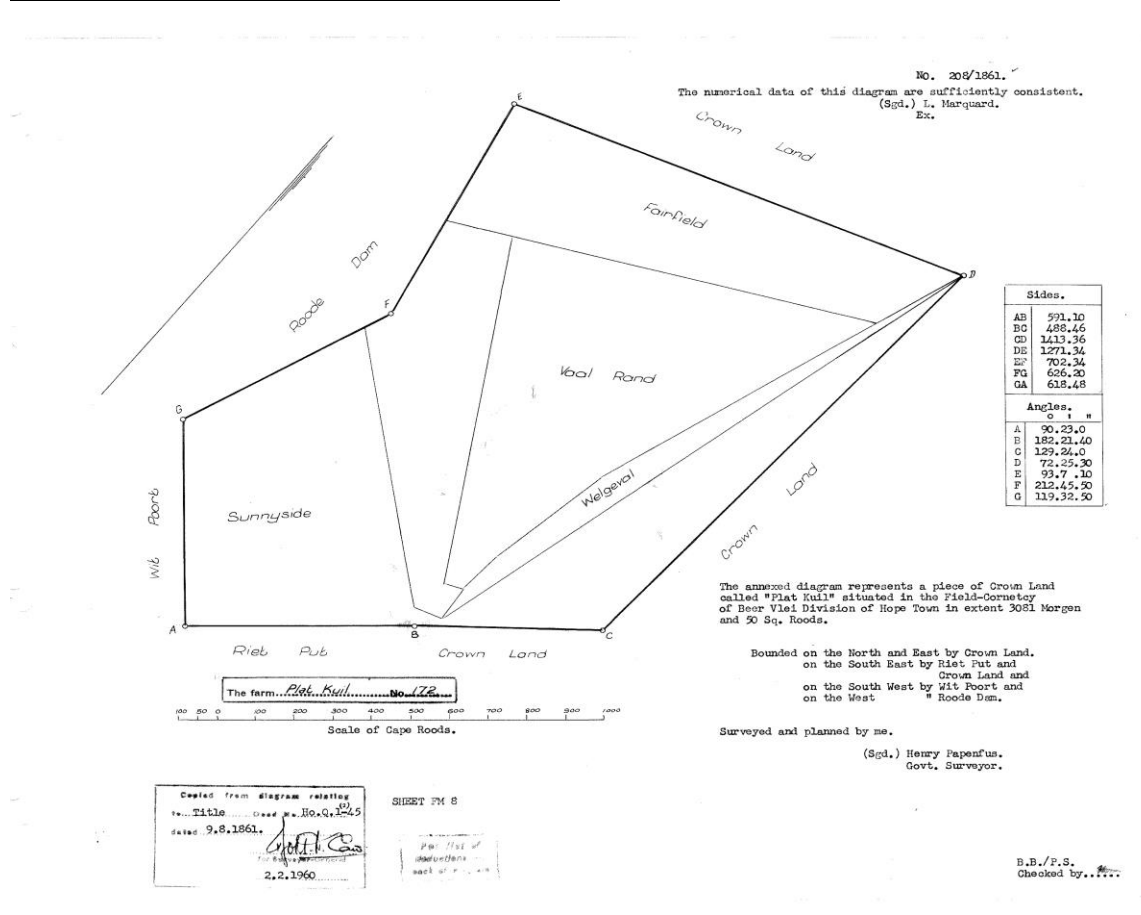 No. 208/1861.
The numerical data of this diagram are sufficiently consistent.
(Sgd.) L. Marquard.
Ex.
E
Crown Land
Fairfield
D
Roode Dam
F
Vaal Rand
G
Sides.
AB 591.10
BC 488.46
CD 1413.36
DE 1271.34
EF 702.34
FG 626.20
GA 618.48
Angles.
o ' "
A 90.23.0
B 182.21.40
C 129.24.0
D 72.25.30
E 93.7 .10
F 212.45.50
G 119.32.50
Wit Poort
Sunnyside
Welgeval
Crown Land
A
B
C
Riet Put
Crown Land
The annexed diagram represents a piece of Crown Land
called "Plat Kuil" situated in the Field-Cornetcy
of Beer Vlei Division of Hope Town in extent 3081 Morgen
and 50 Sq. Roods.
Bounded on the North and East by Crown Land.
on the South East by Riet Put and
Crown Land and
on the South West by Wit Poort and
on the West " Roode Dam.
The farm...Plat Kuil.........No..172...
100 50 0 100 200 300 400 500 600 700 800 900 1000
Scale of Cape Roods.
Surveyed and planned by me.
(Sgd.) Henry Papenfus.
Govt. Surveyor.
Copied from diagram relating
to...Title......Deed No. Ho.Q.1(2)-45
dated 9.8.1861.
for Surveyor-General
2.2.1960
SHEET FM 8
For list of
deductions
B.B./P.S.
Checked by......